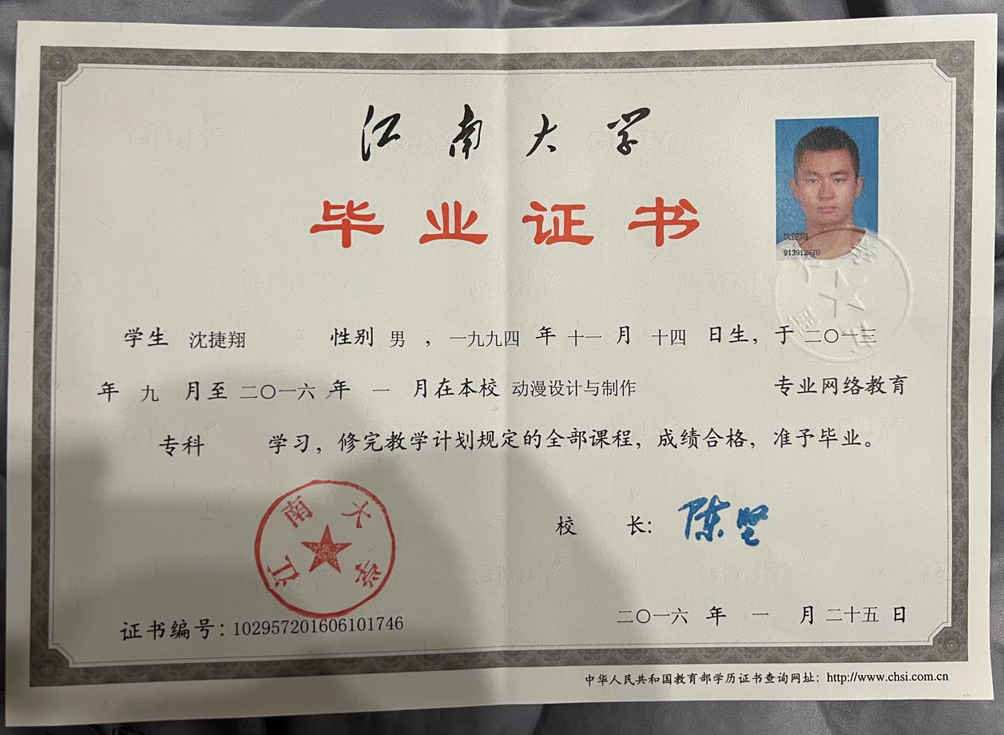 江南大学
毕业证书
913912870
学生 沈捷翔 性别 男 ，一九九四 年 十一 月 十四 日生，于 二〇一三
年 九 月至 二〇一六 年 一 月在本校 动漫设计与制作 专业网络教育
专科 学习，修完教学计划规定的全部课程，成绩合格，准予毕业。
江南大学
校 长：陈坚
二〇一六 年 一 月 二十五 日
证书编号：102957201606101746
中华人民共和国教育部学历证书查询网址：http://www.chsi.com.cn